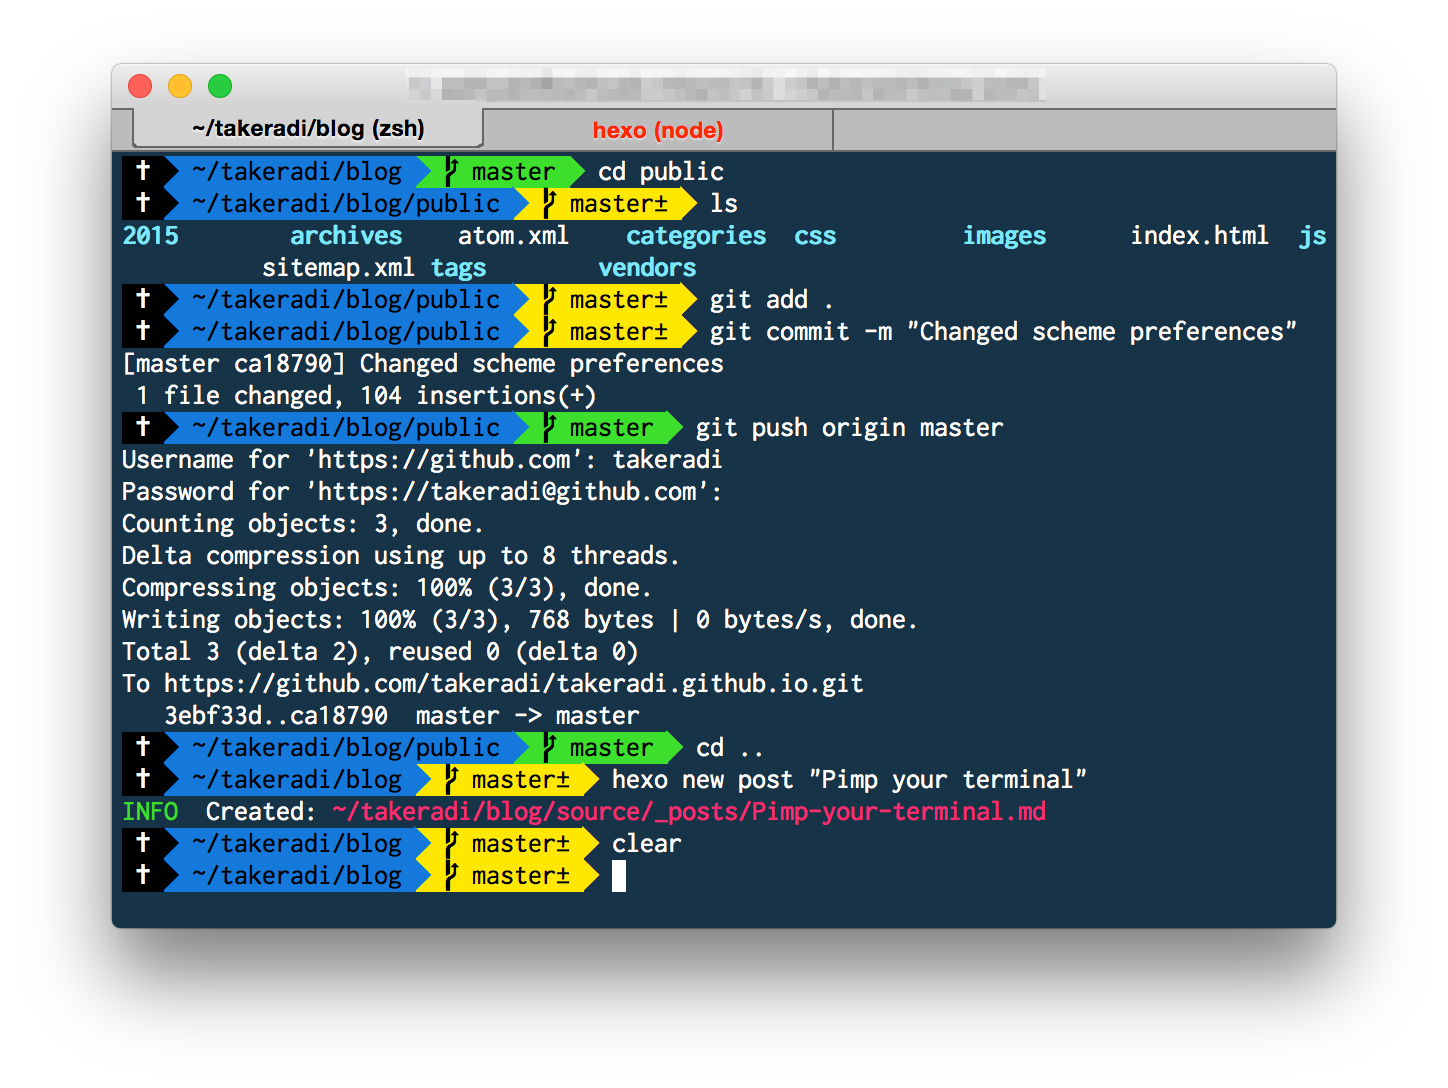 ~/takeradi/blog (zsh) hexo (node)
† ~/takeradi/blog master cd public
† ~/takeradi/blog/public master± ls
2015 archives atom.xml categories css images index.html js
sitemap.xml tags vendors
† ~/takeradi/blog/public master± git add .
† ~/takeradi/blog/public master± git commit -m "Changed scheme preferences"
[master ca18790] Changed scheme preferences
1 file changed, 104 insertions(+)
† ~/takeradi/blog/public master git push origin master
Username for 'https://github.com': takeradi
Password for 'https://takeradi@github.com':
Counting objects: 3, done.
Delta compression using up to 8 threads.
Compressing objects: 100% (3/3), done.
Writing objects: 100% (3/3), 768 bytes | 0 bytes/s, done.
Total 3 (delta 2), reused 0 (delta 0)
To https://github.com/takeradi/takeradi.github.io.git
3ebf33d..ca18790 master -> master
† ~/takeradi/blog/public master cd ..
† ~/takeradi/blog master± hexo new post "Pimp your terminal"
INFO Created: ~/takeradi/blog/source/_posts/Pimp-your-terminal.md
† ~/takeradi/blog master± clear
† ~/takeradi/blog master±